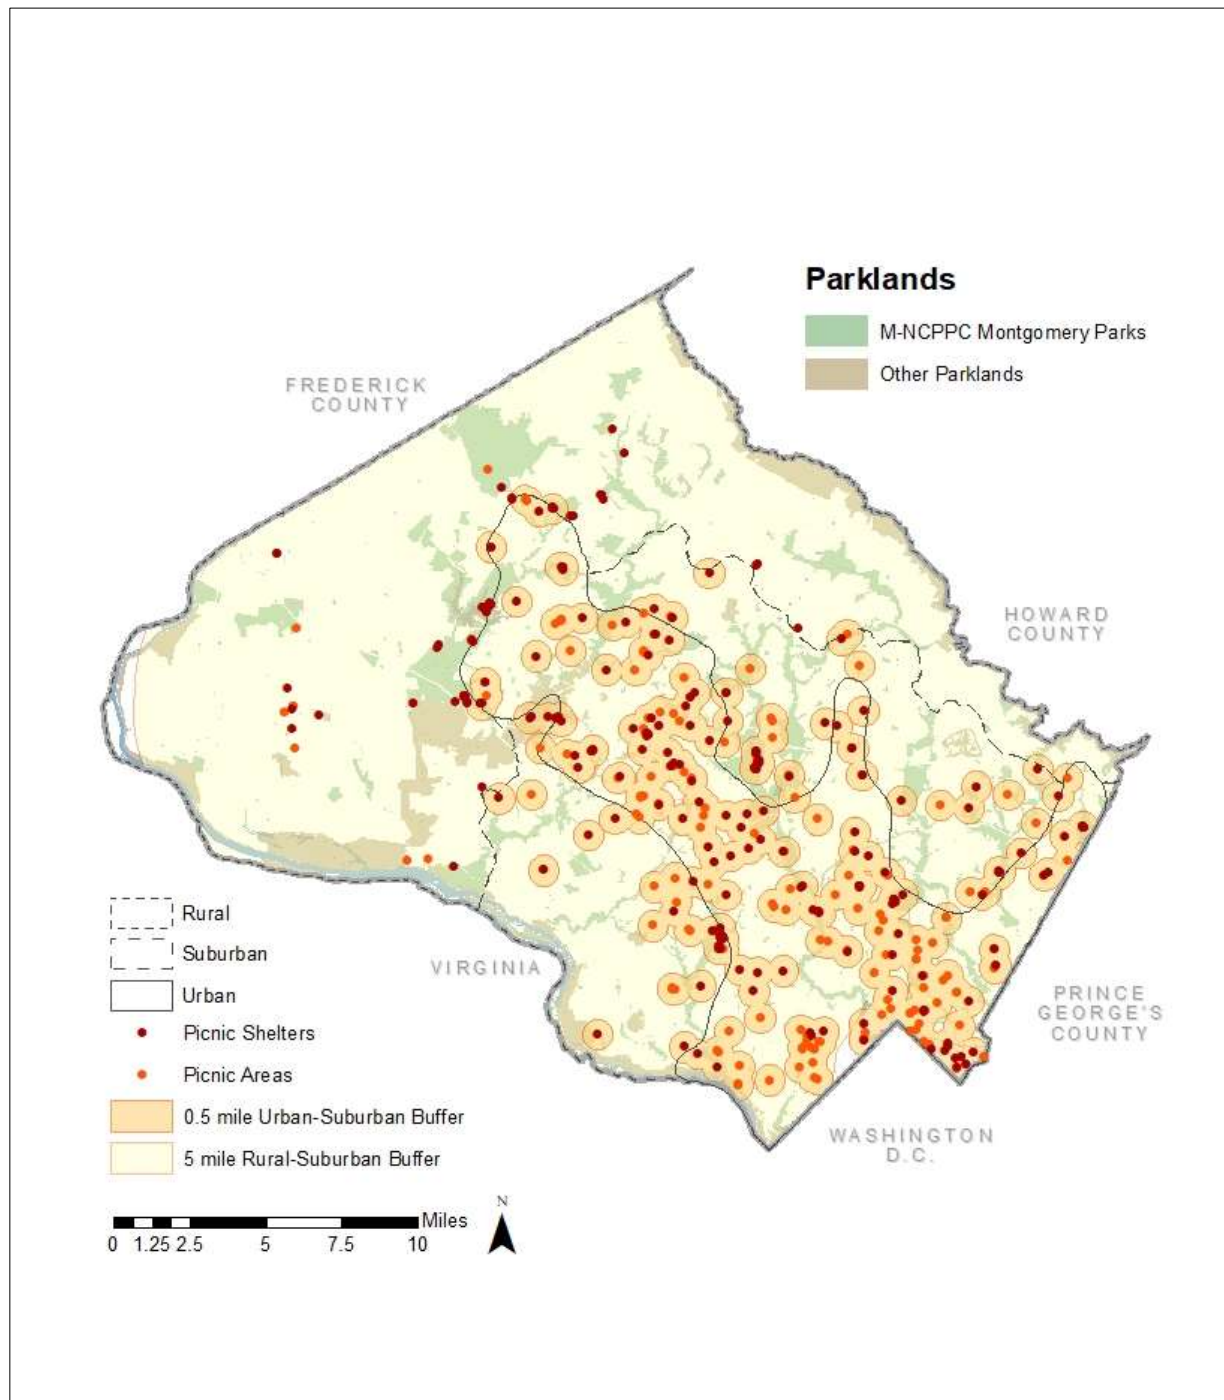 Parklands
M-NCPPC Montgomery Parks
Other Parklands
FREDERICK
COUNTY
HOWARD
COUNTY
VIRGINIA
PRINCE
GEORGE'S
COUNTY
WASHINGTON
D.C.
Rural
Suburban
Urban
Picnic Shelters
Picnic Areas
0.5 mile Urban-Suburban Buffer
5 mile Rural-Suburban Buffer
Miles
0 1.25 2.5 5 7.5 10
N